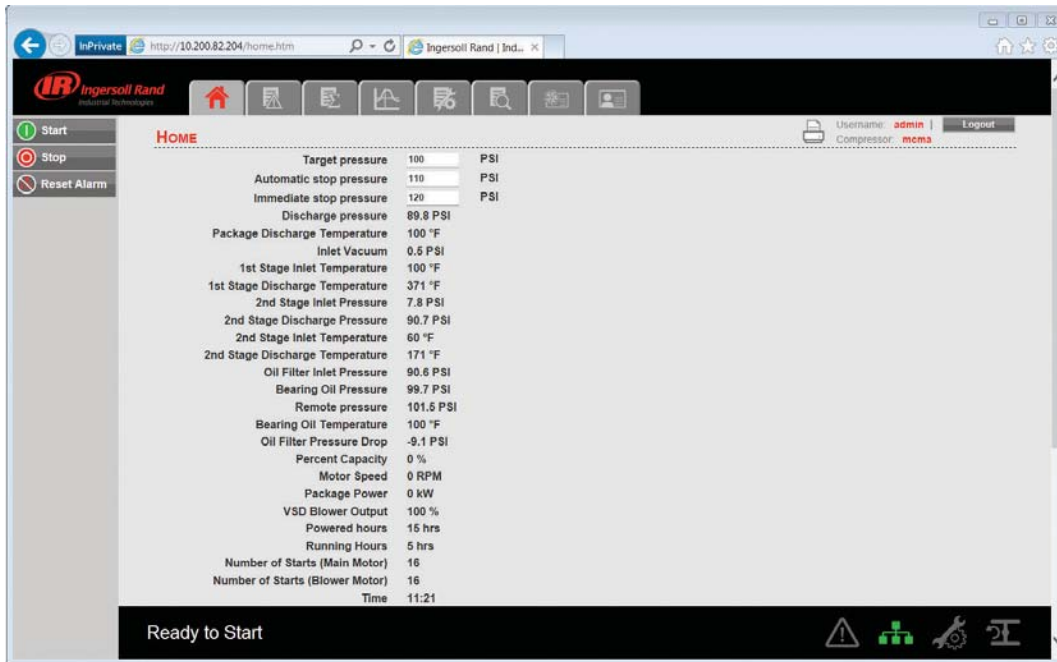 InPrivate http://10.200.82.204/home.htm Ingersoll Rand | Ind...
IR Ingersoll Rand
Industrial Technologies
Start
Stop
Reset Alarm
HOME
Username: admin | Logout
Compressor: mcma
Target pressure 100 PSI
Automatic stop pressure 110 PSI
Immediate stop pressure 120 PSI
Discharge pressure 89.8 PSI
Package Discharge Temperature 100 °F
Inlet Vacuum 0.5 PSI
1st Stage Inlet Temperature 100 °F
1st Stage Discharge Temperature 371 °F
2nd Stage Inlet Pressure 7.8 PSI
2nd Stage Discharge Pressure 90.7 PSI
2nd Stage Inlet Temperature 60 °F
2nd Stage Discharge Temperature 171 °F
Oil Filter Inlet Pressure 90.6 PSI
Bearing Oil Pressure 99.7 PSI
Remote pressure 101.5 PSI
Bearing Oil Temperature 100 °F
Oil Filter Pressure Drop -9.1 PSI
Percent Capacity 0 %
Motor Speed 0 RPM
Package Power 0 kW
VSD Blower Output 100 %
Powered hours 15 hrs
Running Hours 5 hrs
Number of Starts (Main Motor) 16
Number of Starts (Blower Motor) 16
Time 11:21
Ready to Start